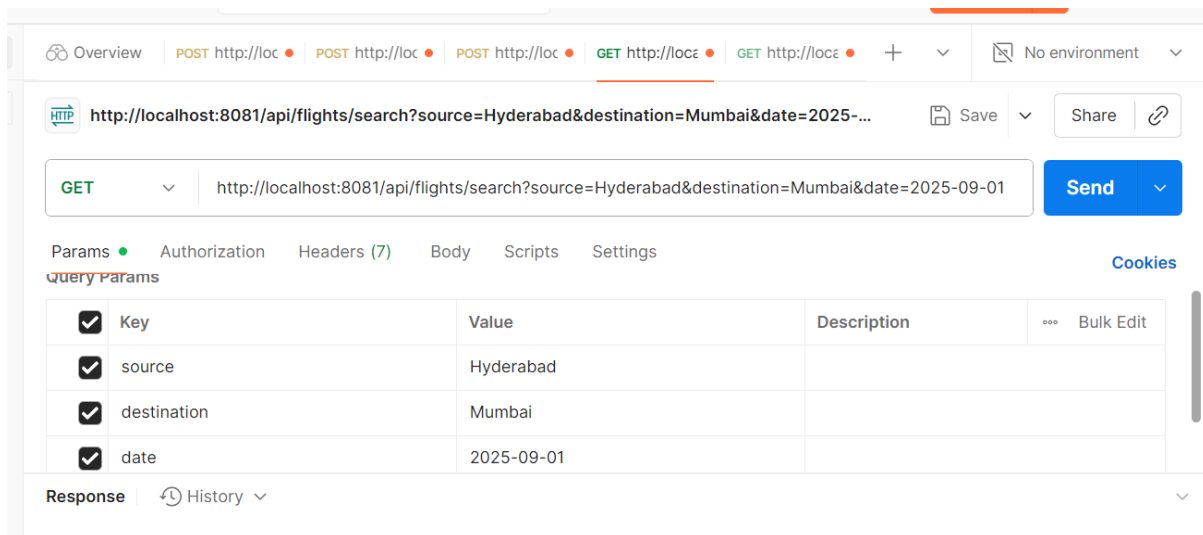 Overview POST http://loc POST http://loc POST http://loc GET http://loca GET http://loca No environment
HTTP http://localhost:8081/api/flights/search?source=Hyderabad&destination=Mumbai&date=2025-... Save Share
GET http://localhost:8081/api/flights/search?source=Hyderabad&destination=Mumbai&date=2025-09-01 Send
Params Authorization Headers (7) Body Scripts Settings Cookies
Query Params
Key Value Description Bulk Edit
source Hyderabad
destination Mumbai
date 2025-09-01
Response History